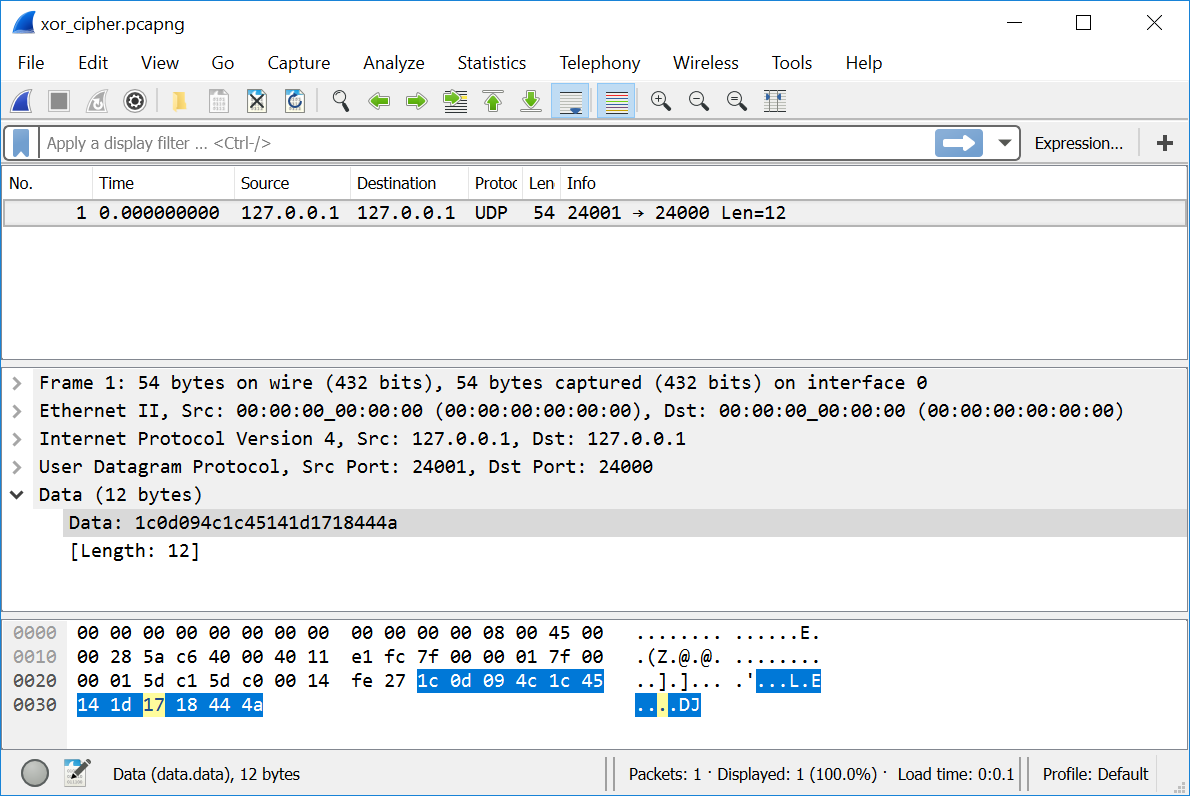 xor_cipher.pcapng
File Edit View Go Capture Analyze Statistics Telephony Wireless Tools Help
Apply a display filter ... <Ctrl-/> Expression... +
No. Time Source Destination Protoc Len Info
1 0.000000000 127.0.0.1 127.0.0.1 UDP 54 24001 → 24000 Len=12
Frame 1: 54 bytes on wire (432 bits), 54 bytes captured (432 bits) on interface 0
Ethernet II, Src: 00:00:00_00:00:00 (00:00:00:00:00:00), Dst: 00:00:00_00:00:00 (00:00:00:00:00:00)
Internet Protocol Version 4, Src: 127.0.0.1, Dst: 127.0.0.1
User Datagram Protocol, Src Port: 24001, Dst Port: 24000
Data (12 bytes)
Data: 1c0d094c1c45141d1718444a
[Length: 12]
0000 00 00 00 00 00 00 00 00 00 00 00 00 08 00 45 00 ........ ......E.
0010 00 28 5a c6 40 00 40 11 e1 fc 7f 00 00 01 7f 00 .(Z.@.@. ........
0020 00 01 5d c1 5d c0 00 14 fe 27 1c 0d 09 4c 1c 45 ..].]... .'...L.E
0030 14 1d 17 18 44 4a ....DJ
Data (data.data), 12 bytes Packets: 1 · Displayed: 1 (100.0%) · Load time: 0:0.1 Profile: Default